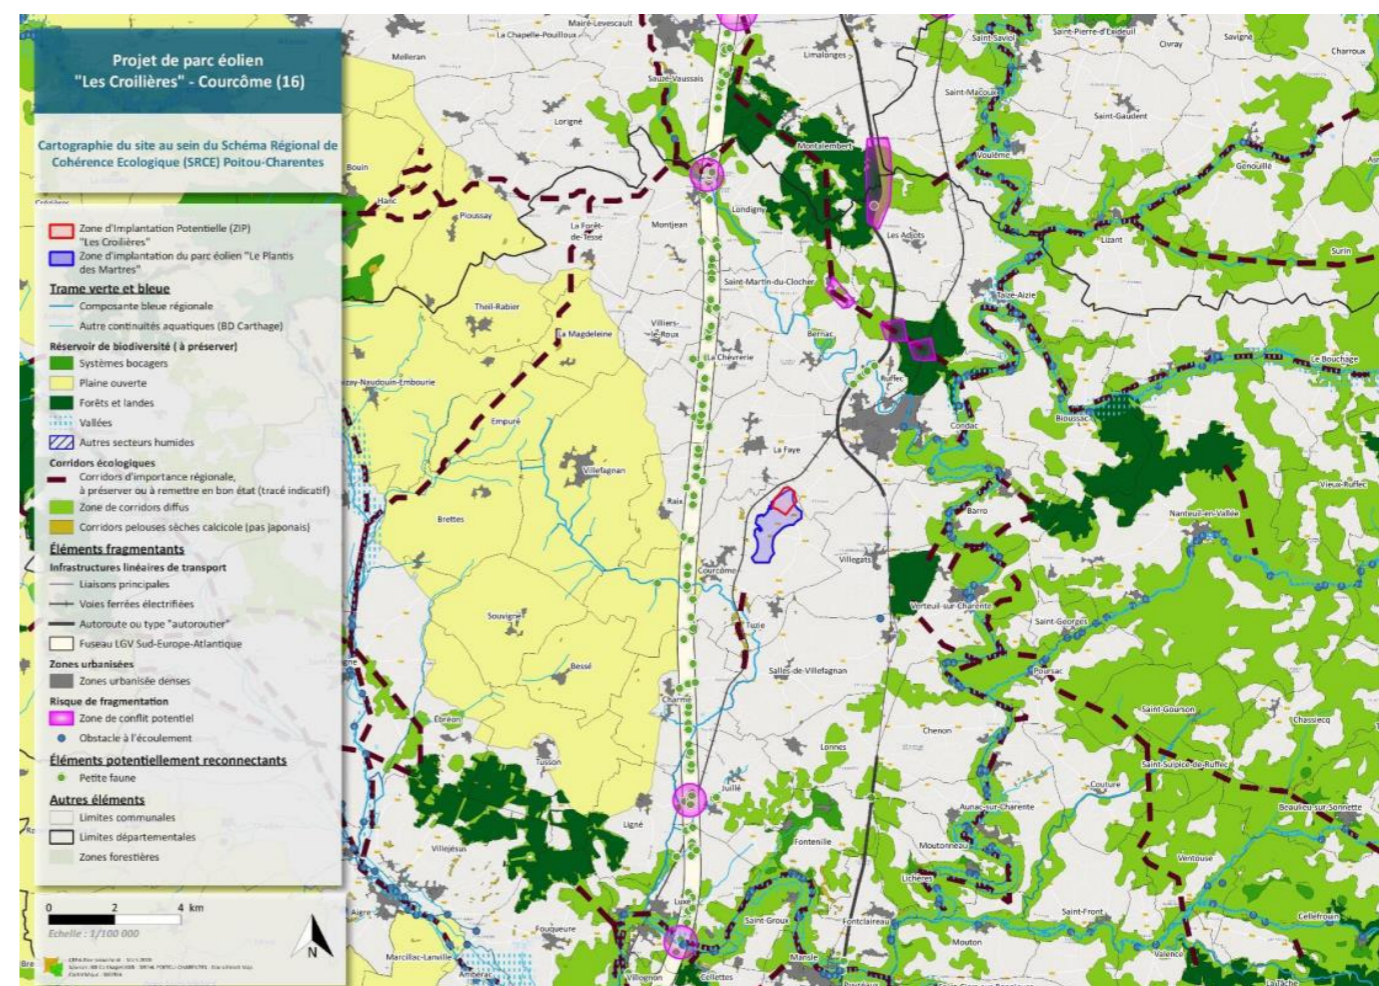 Projet de parc éolien
"Les Croilières" - Courcôme (16)
Cartographie du site au sein du Schéma Régional de
Cohérence Ecologique (SRCE) Poitou-Charentes
Zone d'Implantation Potentielle (ZIP)
"Les Croilières"
Zone d'implantation du parc éolien "Le Plantis
des Martres"
Trame verte et bleue
Composante bleue régionale
Autre continuités aquatiques (BD Carthage)
Réservoir de biodiversité ( à préserver)
Systèmes bocagers
Plaine ouverte
Forêts et landes
Vallées
Autres secteurs humides
Corridors écologiques
Corridors d'importance régionale,
à préserver ou à remettre en bon état (tracé indicatif)
Zone de corridors diffus
Corridors pelouses sèches calcicole (pas japonais)
Éléments fragmentants
Infrastructures linéaires de transport
Liaisons principales
Voies ferrées électrifiées
Autoroute ou type "autoroutier"
Fuseau LGV Sud-Europe-Atlantique
Zones urbanisées
Zones urbanisée denses
Risque de fragmentation
Zone de conflit potentiel
Obstacle à l'écoulement
Éléments potentiellement reconnectants
Petite faune
Autres éléments
Limites communales
Limites départementales
Zones forestières
0 2 4 km
Echelle : 1/100 000
N
Mairé-Levescault
La Chapelle-Pouilloux
Melleran
Limalonges
Saint-Saviol
Saint-Pierre-d'Exideuil
Civray
Savigné
Charroux
Sauzé-Vaussais
Saint-Macoux
Lorigné
Saint-Gaudent
Montalembert
Voulême
Genouillé
Bouin
Hanc
Pioussay
La Forêt-
de-Tessé
Montjean
Londigny
Les Adjots
Lizant
Surin
Saint-Martin-du-Clocher
Taizé-Aizie
Theil-Rabier
La Magdeleine
Villiers-
le-Roux
Bernac
La Chèvrerie
Le Bouchage
Ruffec
Bioussac
Condac
Empuré
La Faye
Villefagnan
Vieux-Ruffec
Raix
Brettes
Barro
Nanteuil-en-Vallée
Villegats
Courcôme
Verteuil-sur-Charente
Souvigné
Tuzie
Saint-Georges
Bessé
Salles-de-Villefagnan
Poursac
Charmé
Saint-Gourson
Chassiecq
Ebréon
Chenon
Lonnes
Tusson
Saint-Sulpice-de-Ruffec
Couture
Juillé
Aunac-sur-Charente
Beaulieu-sur-Sonnette
Ligné
Villejésus
Fontenille
Moutonneau
Ventouse
Lichères
Luxé
Aigre
Saint-Groux
Fontclaireau
Saint-Front
Cellefrouin
Fouqueure
Mouton
Marcillac-Lanville
Mansle
Valence
Ambérac
Villognon
Cellettes